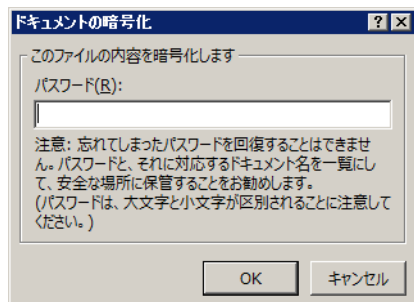 ドキュメントの暗号化
このファイルの内容を暗号化します
パスワード(R):
注意: 忘れてしまったパスワードを回復することはできませ
ん。パスワードと、それに対応するドキュメント名を一覧にし
て、安全な場所に保管することをお勧めします。
(パスワードは、大文字と小文字が区別されることに注意して
ください。)
OK キャンセル